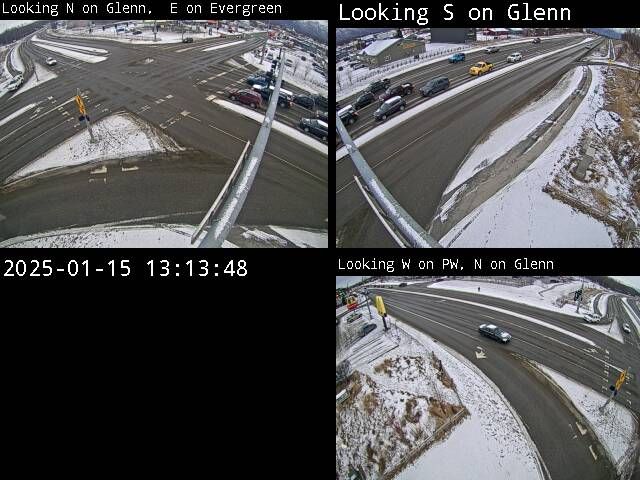 Looking N on Glenn,  E on Evergreen
Looking S on Glenn
2025-01-15 13:13:48
Looking W on PW, N on Glenn